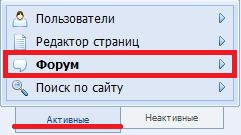 Пользователи
Редактор страниц
Форум
Поиск по сайту
Активные Неактивные